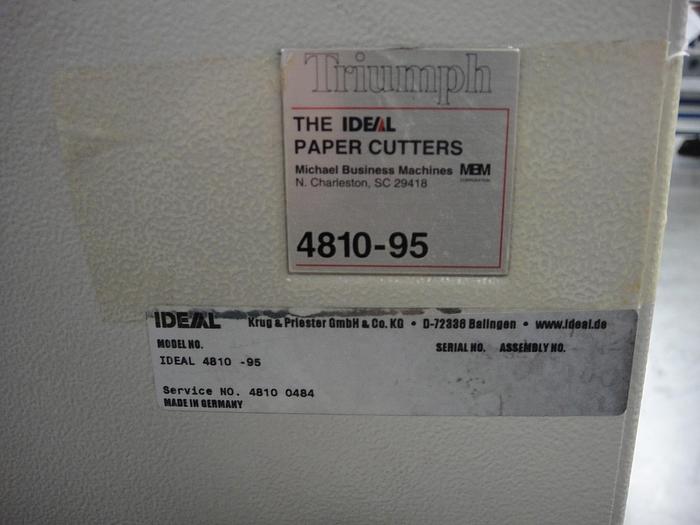 Triumph
THE IDEAL
PAPER CUTTERS
Michael Business Machines MBM
N. Charleston, SC 29418 CORPORATION
4810-95
IDEAL Krug & Priester GmbH & Co. KG • D-72336 Balingen • www.ideal.de
MODEL NO. SERIAL NO. ASSEMBLY NO.
IDEAL 4810 -95
Service NO. 4810 0484
MADE IN GERMANY